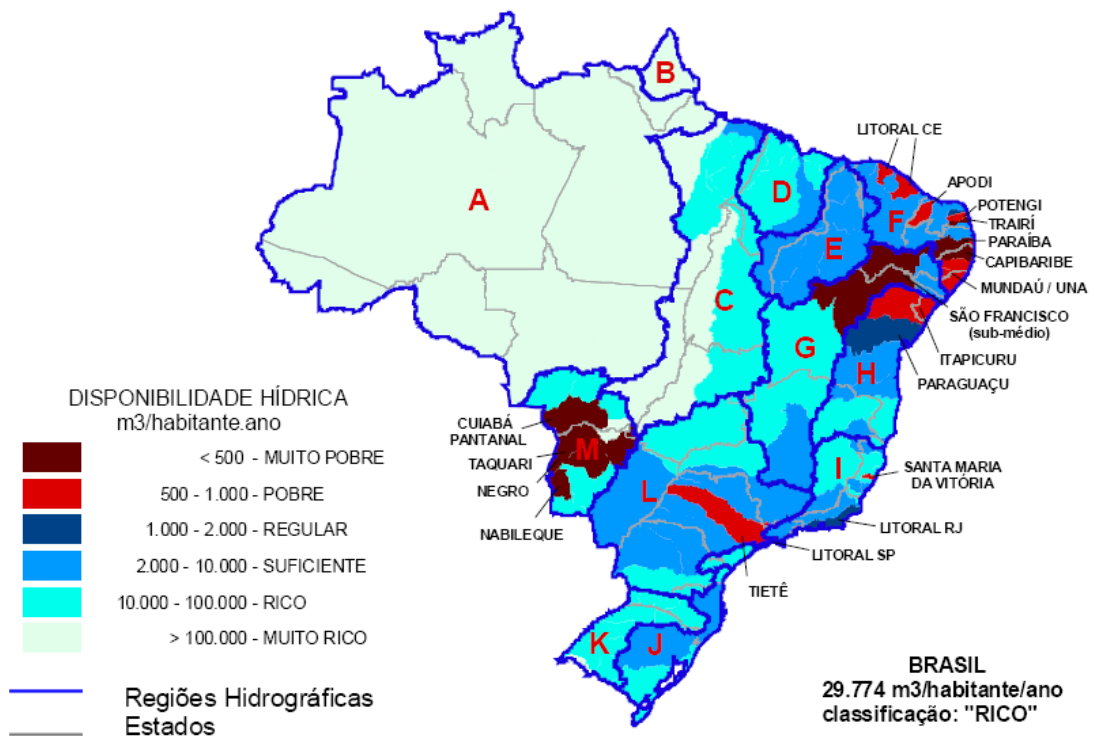 B
LITORAL CE
APODI
D
POTENGI
A
F
TRAIRÍ
PARAÍBA
E
CAPIBARIBE
MUNDAÚ / UNA
C
SÃO FRANCISCO
(sub-médio)
G
ITAPICURU
H
PARAGUAÇU
DISPONIBILIDADE HÍDRICA
m3/habitante.ano
< 500 - MUITO POBRE
500 - 1.000 - POBRE
1.000 - 2.000 - REGULAR
2.000 - 10.000 - SUFICIENTE
10.000 - 100.000 - RICO
> 100.000 - MUITO RICO
Regiões Hidrográficas
Estados
CUIABÁ
PANTANAL
M
TAQUARI
NEGRO
NABILEQUE
I
SANTA MARIA
DA VITÓRIA
L
LITORAL RJ
LITORAL SP
TIETÊ
K
J
BRASIL
29.774 m3/habitante/ano
classificação: "RICO"